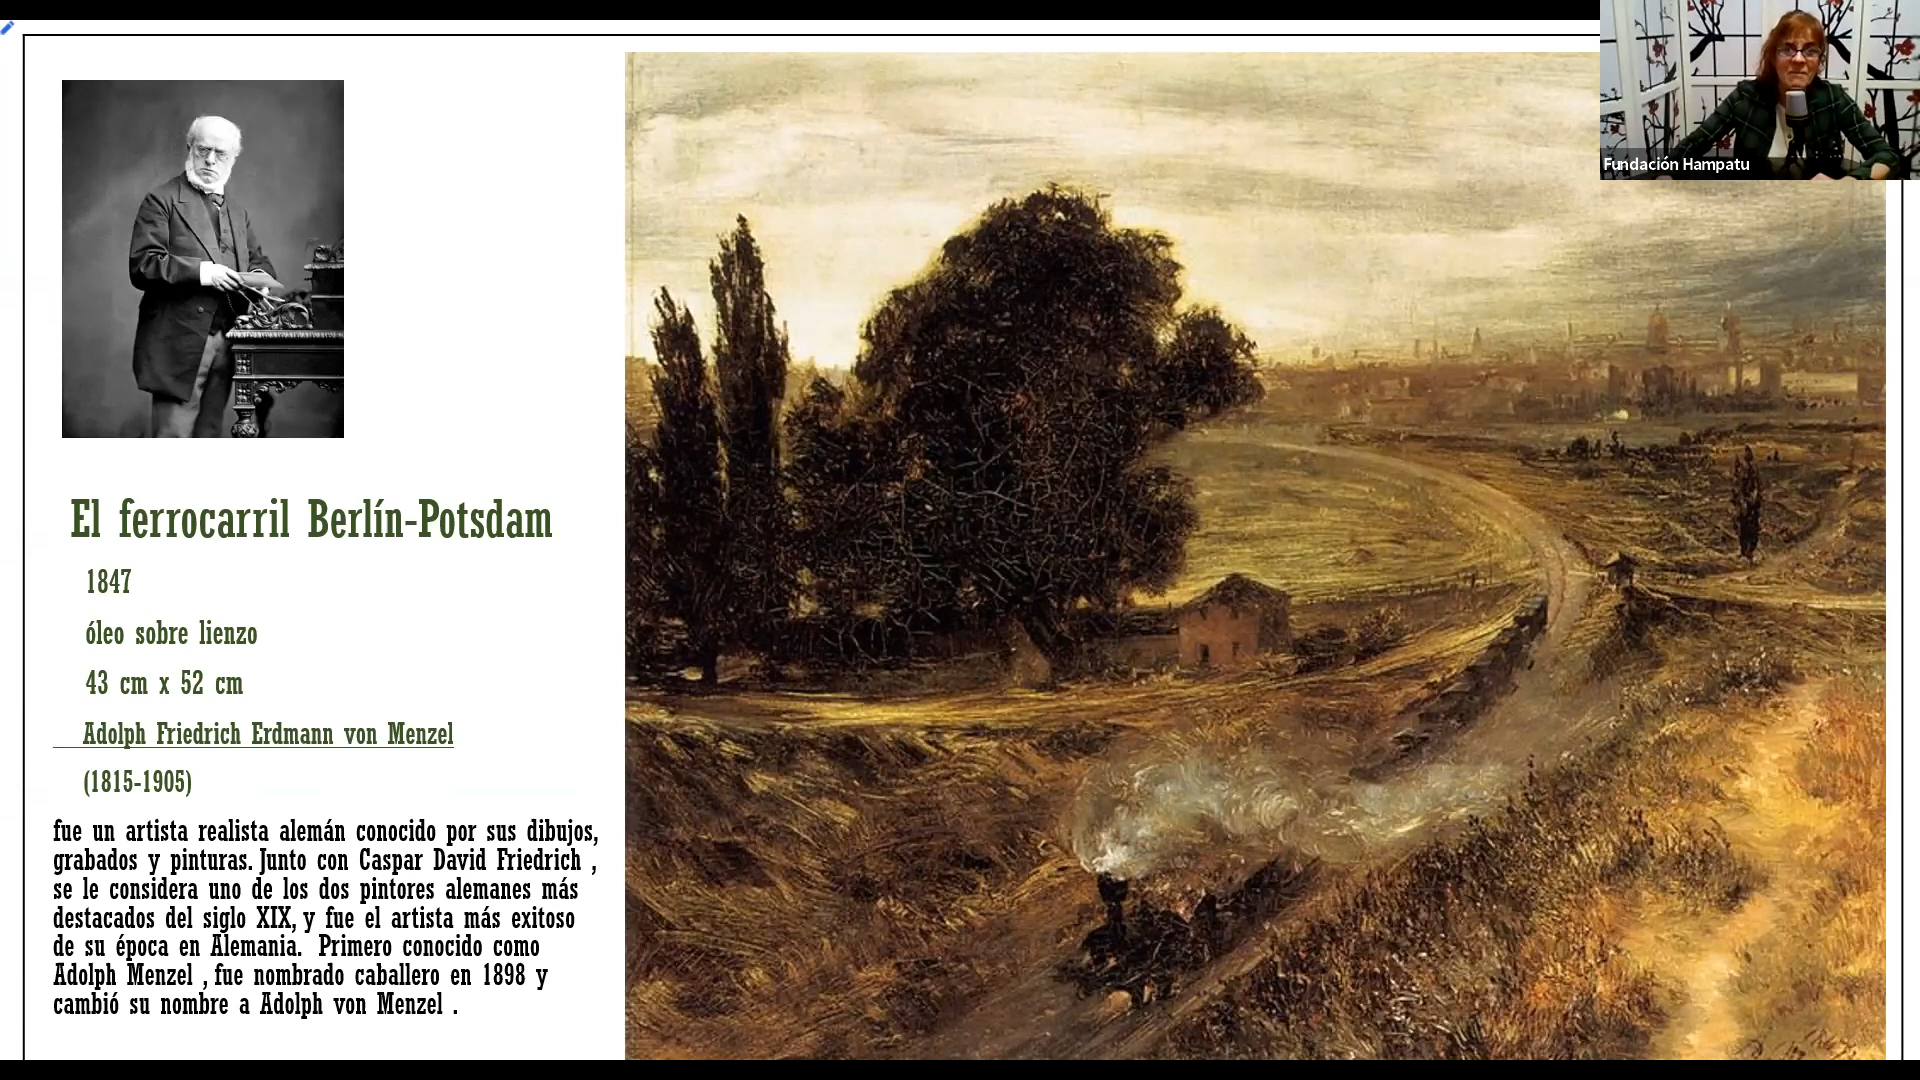 Fundación Hampatu
El ferrocarril Berlín-Potsdam
1847
óleo sobre lienzo
43 cm x 52 cm
Adolph Friedrich Erdmann von Menzel
(1815-1905)
fue un artista realista alemán conocido por sus dibujos,
grabados y pinturas. Junto con Caspar David Friedrich ,
se le considera uno de los dos pintores alemanes más
destacados del siglo XIX, y fue el artista más exitoso
de su época en Alemania. Primero conocido como
Adolph Menzel , fue nombrado caballero en 1898 y
cambió su nombre a Adolph von Menzel .